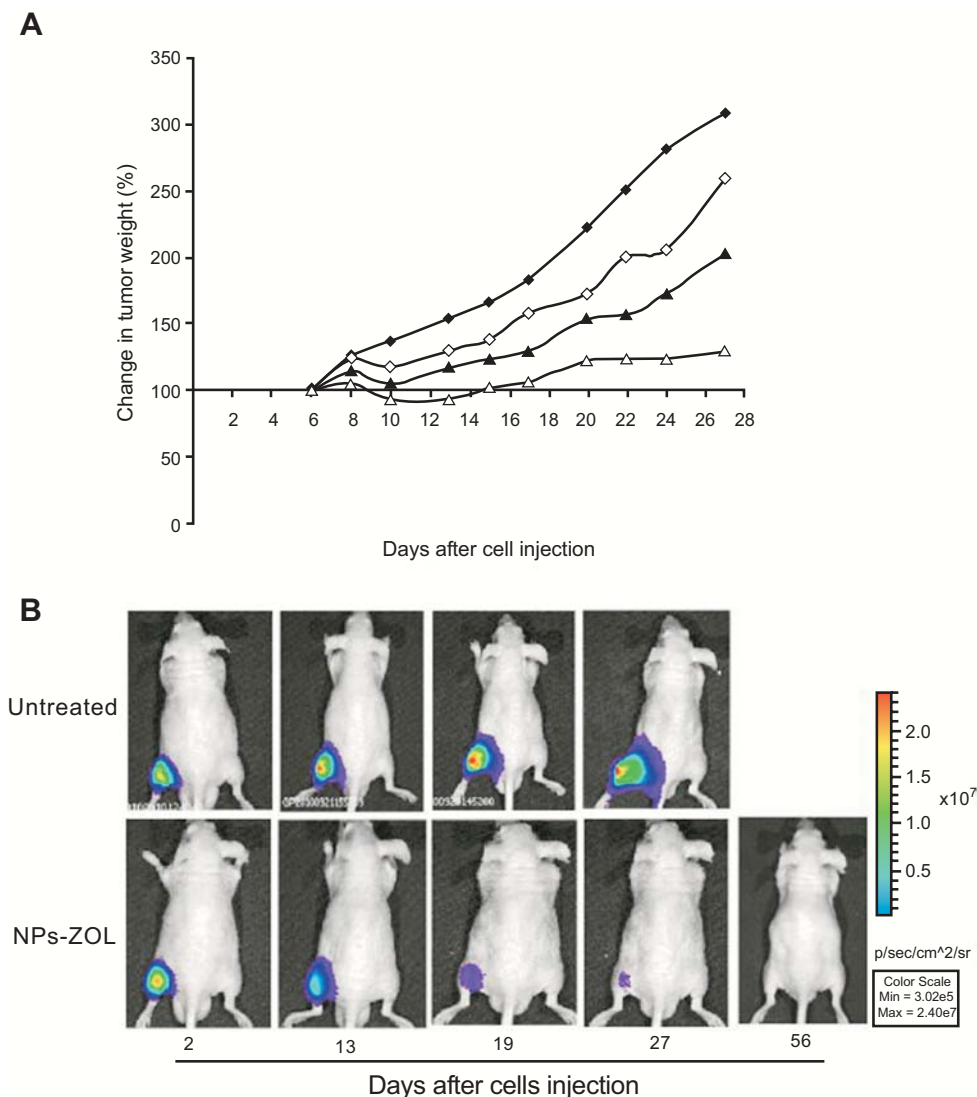 A
350
300
250
200
150
100
50
0
Change in tumor weight (%)
2 4 6 8 10 12 14 16 18 20 22 24 26 28
Days after cell injection
B
Untreated
NPs-ZOL
2.0
1.5
1.0
0.5
x10⁷
p/sec/cm^2/sr
Color Scale
Min = 3.02e5
Max = 2.40e7
2 13 19 27 56
Days after cells injection